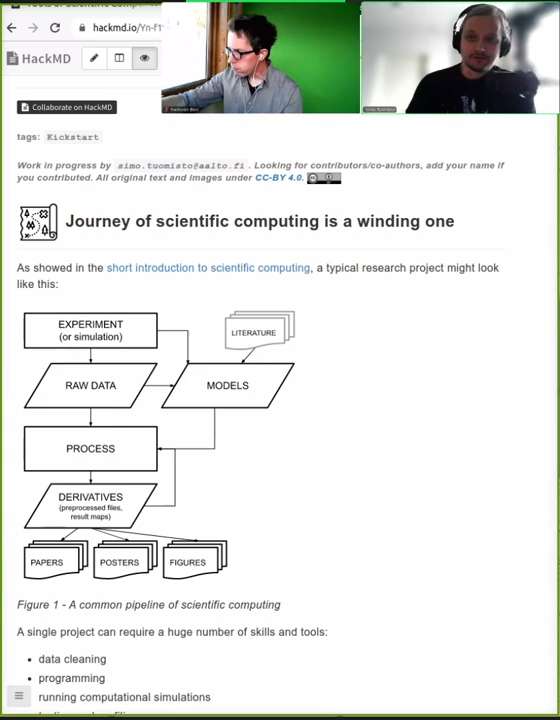 hackmd.io/Yn-f1
HackMD
Collaborate on HackMD
tags: Kickstart
Work in progress by simo.tuomisto@aalto.fi. Looking for contributors/co-authors, add your name if
you contributed. All original text and images under CC-BY 4.0.
Journey of scientific computing is a winding one
As showed in the short introduction to scientific computing, a typical research project might look
like this:
EXPERIMENT
(or simulation)
LITERATURE
RAW DATA
MODELS
PROCESS
DERIVATIVES
(preprocessed files,
result maps)
PAPERS
POSTERS
FIGURES
Figure 1 - A common pipeline of scientific computing
A single project can require a huge number of skills and tools:
• data cleaning
• programming
• running computational simulations